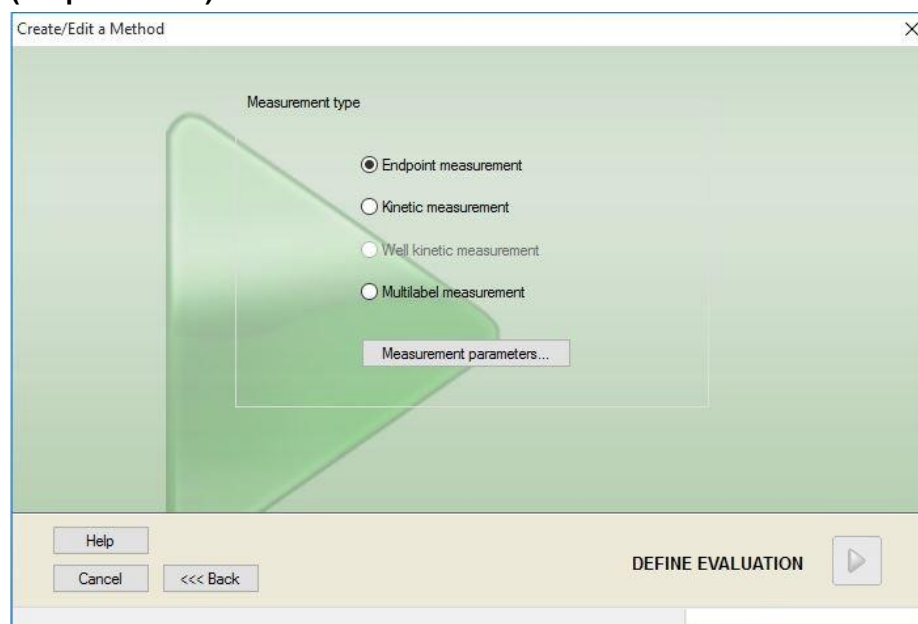 Create/Edit a Method
Measurement type
Endpoint measurement
Kinetic measurement
Well kinetic measurement
Multilabel measurement
Measurement parameters...
Help
Cancel
<<< Back
DEFINE EVALUATION